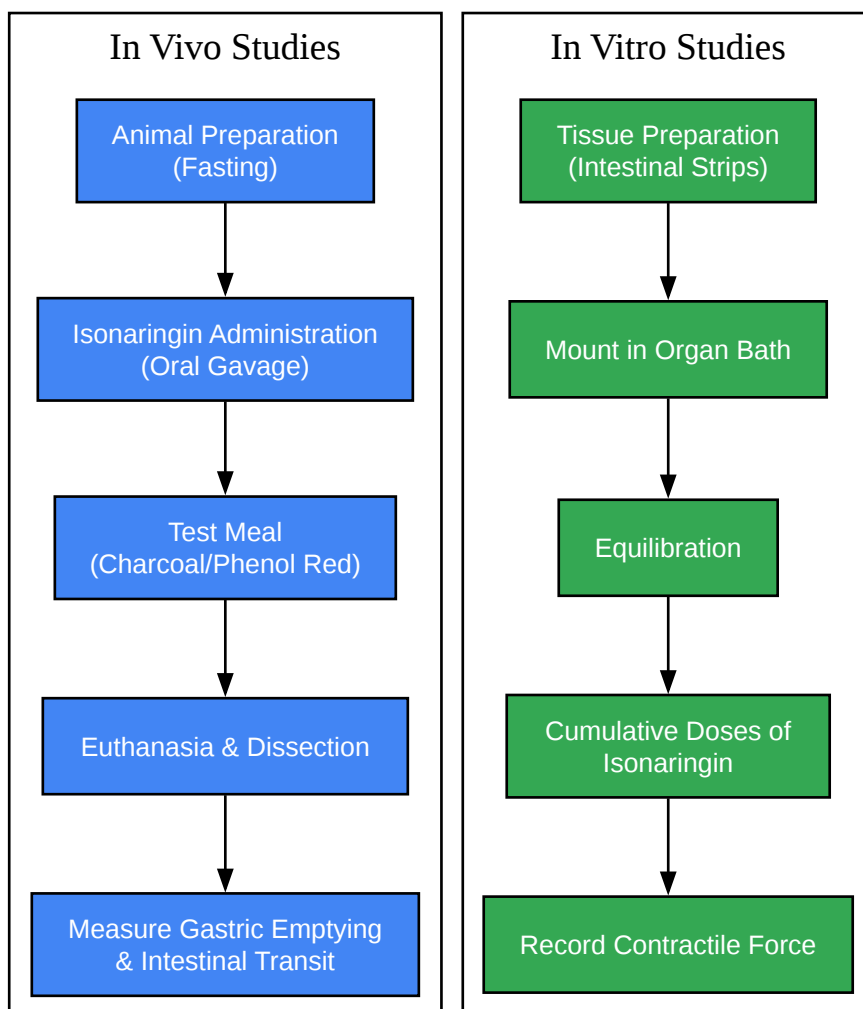 In Vivo Studies
Animal Preparation
(Fasting)
Isonaringin Administration
(Oral Gavage)
Test Meal
(Charcoal/Phenol Red)
Euthanasia & Dissection
Measure Gastric Emptying
& Intestinal Transit
In Vitro Studies
Tissue Preparation
(Intestinal Strips)
Mount in Organ Bath
Equilibration
Cumulative Doses of
Isonaringin
Record Contractile Force